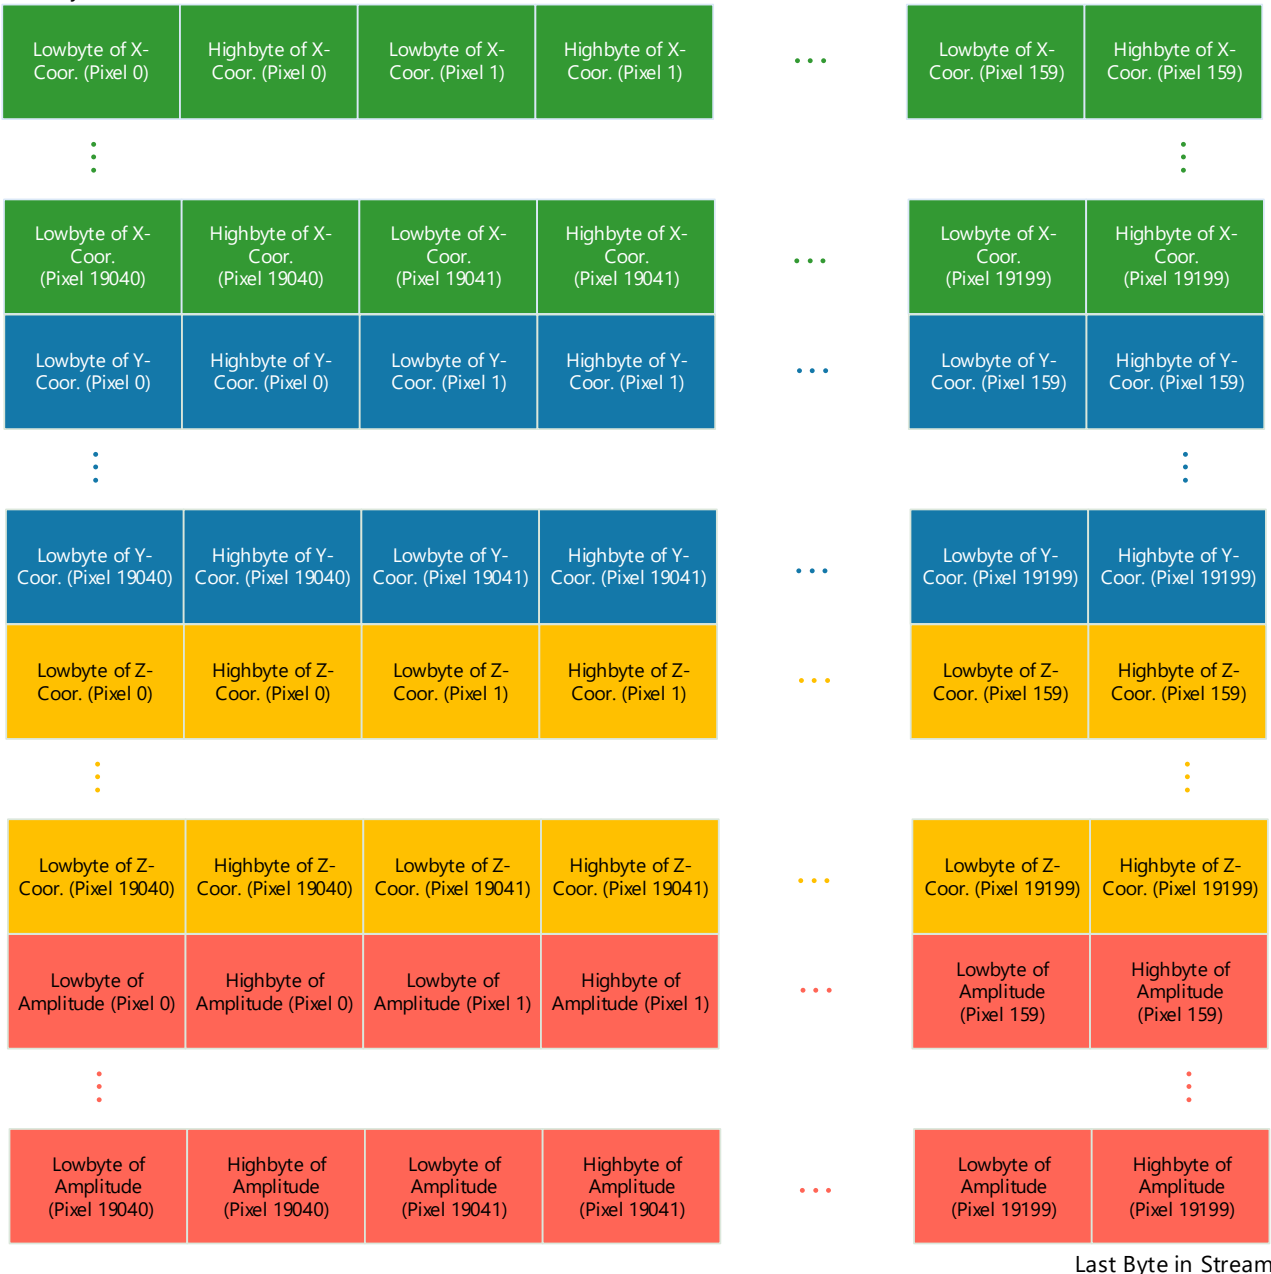 Lowbyte of X- Highbyte of X- Lowbyte of X- Highbyte of X- ... Lowbyte of X- Highbyte of X-
Coor. (Pixel 0) Coor. (Pixel 0) Coor. (Pixel 1) Coor. (Pixel 1) Coor. (Pixel 159) Coor. (Pixel 159)
Lowbyte of X- Highbyte of X- Lowbyte of X- Highbyte of X- Lowbyte of X- Highbyte of X-
Coor. Coor. Coor. Coor. ... Coor. Coor.
(Pixel 19040) (Pixel 19040) (Pixel 19041) (Pixel 19041) (Pixel 19199) (Pixel 19199)
Lowbyte of Y- Highbyte of Y- Lowbyte of Y- Highbyte of Y- ... Lowbyte of Y- Highbyte of Y-
Coor. (Pixel 0) Coor. (Pixel 0) Coor. (Pixel 1) Coor. (Pixel 1) Coor. (Pixel 159) Coor. (Pixel 159)
Lowbyte of Y- Highbyte of Y- Lowbyte of Y- Highbyte of Y- ... Lowbyte of Y- Highbyte of Y-
Coor. (Pixel 19040) Coor. (Pixel 19040) Coor. (Pixel 19041) Coor. (Pixel 19041) Coor. (Pixel 19199) Coor. (Pixel 19199)
Lowbyte of Z- Highbyte of Z- Lowbyte of Z- Highbyte of Z- ... Lowbyte of Z- Highbyte of Z-
Coor. (Pixel 0) Coor. (Pixel 0) Coor. (Pixel 1) Coor. (Pixel 1) Coor. (Pixel 159) Coor. (Pixel 159)
Lowbyte of Z- Highbyte of Z- Lowbyte of Z- Highbyte of Z- ... Lowbyte of Z- Highbyte of Z-
Coor. (Pixel 19040) Coor. (Pixel 19040) Coor. (Pixel 19041) Coor. (Pixel 19041) Coor. (Pixel 19199) Coor. (Pixel 19199)
Lowbyte of Highbyte of Lowbyte of Highbyte of ... Lowbyte of Highbyte of
Amplitude (Pixel 0) Amplitude (Pixel 0) Amplitude (Pixel 1) Amplitude (Pixel 1) Amplitude Amplitude
(Pixel 159) (Pixel 159)
Lowbyte of Highbyte of Lowbyte of Highbyte of Lowbyte of Highbyte of
Amplitude Amplitude Amplitude Amplitude ... Amplitude Amplitude
(Pixel 19040) (Pixel 19040) (Pixel 19041) (Pixel 19041) (Pixel 19199) (Pixel 19199)
Last Byte in Stream